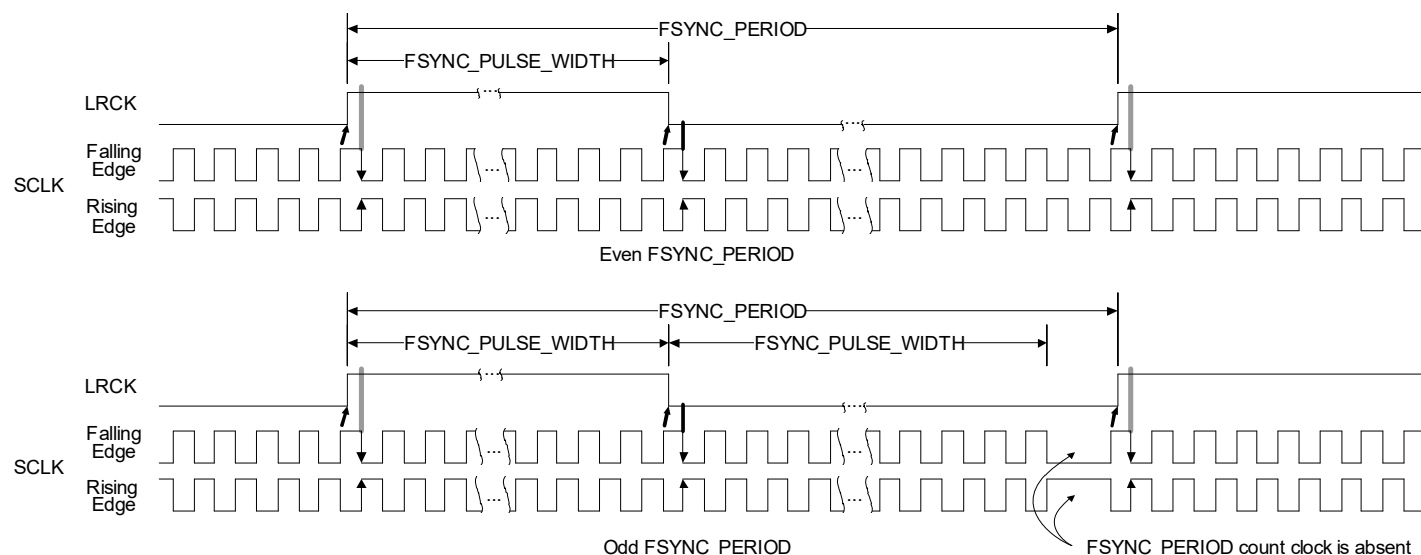 FSYNC_PERIOD
FSYNC_PULSE_WIDTH
LRCK
Falling
Edge
SCLK
Rising
Edge
Even FSYNC_PERIOD
FSYNC_PERIOD
FSYNC_PULSE_WIDTH FSYNC_PULSE_WIDTH
LRCK
Falling
Edge
SCLK
Rising
Edge
Odd FSYNC_PERIOD FSYNC_PERIOD count clock is absent